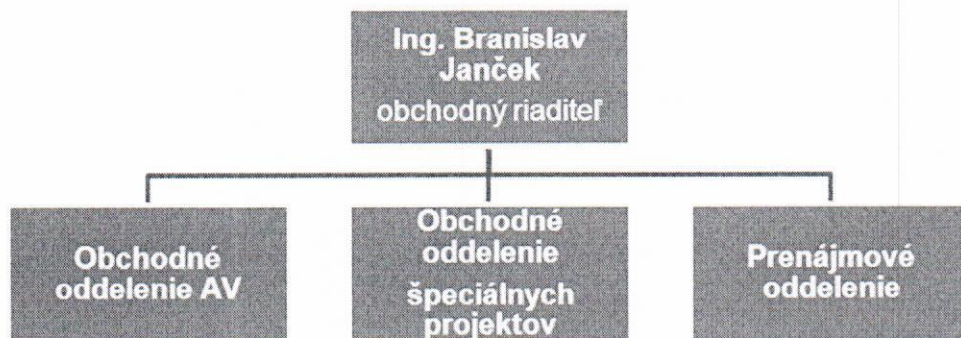 Ing. Branislav
Janček
obchodný riaditeľ
Obchodné
oddelenie AV
Obchodné
oddelenie
špeciálnych
projektov
Prenájmové
oddelenie